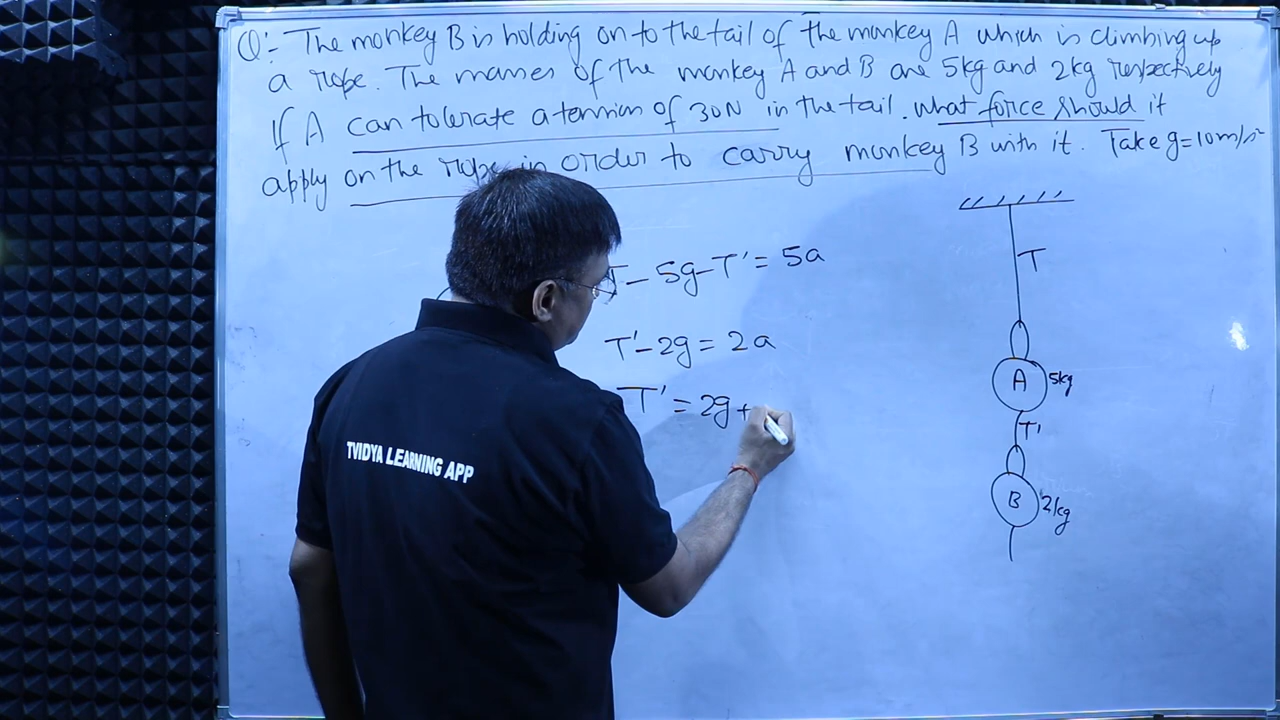 Q:- The monkey B is holding on to the tail of the monkey A which is climbing up
a rope. The masses of the monkey A and B are 5kg and 2kg respectively
If A can tolerate a tension of 30N in the tail. what force should it
apply on the rope in order to carry monkey B with it. Take g=10m/s²
T - 5g - T' = 5a
T' - 2g = 2a
T' = 2g +
T
A 5kg
T'
B 2kg
TVIDYA LEARNING APP